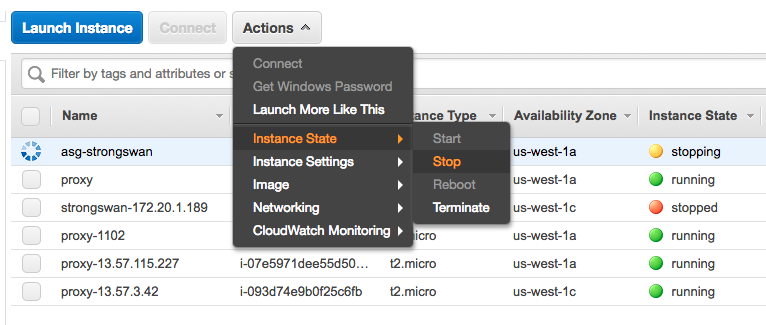 Launch Instance Connect Actions
Connect
Filter by tags and attributes or s
Get Windows Password
Launch More Like This
Name ance Type Availability Zone Instance State
Instance State Start
asg-strongswan us-west-1a stopping
Instance Settings Stop
proxy us-west-1a running
Image Reboot
strongswan-172.20.1.189 Networking Terminate us-west-1c stopped
CloudWatch Monitoring
proxy-1102 micro us-west-1a running
proxy-13.57.115.227 i-07e5971dee55d50... t2.micro us-west-1a running
proxy-13.57.3.42 i-093d74e9b0f25c6fb t2.micro us-west-1c running